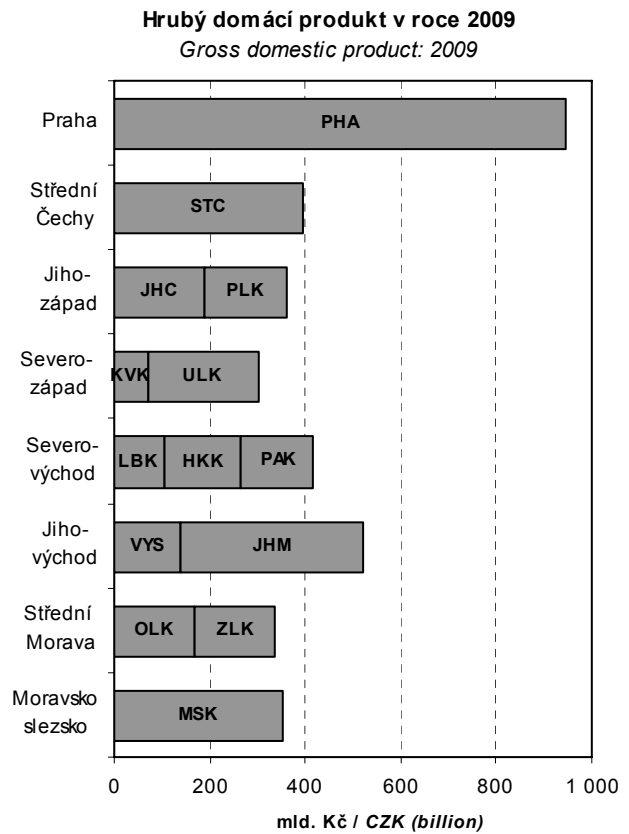 Hrubý domácí produkt v roce 2009
Gross domestic product: 2009
Praha
PHA
Střední
Čechy
STC
Jiho-
západ
JHC PLK
Severo-
západ
KVK ULK
Severo-
východ
LBK HKK PAK
Jiho-
východ
VYS JHM
Střední
Morava
OLK ZLK
Moravsko
slezsko
MSK
0 200 400 600 800 1 000
mld. Kč / CZK (billion)